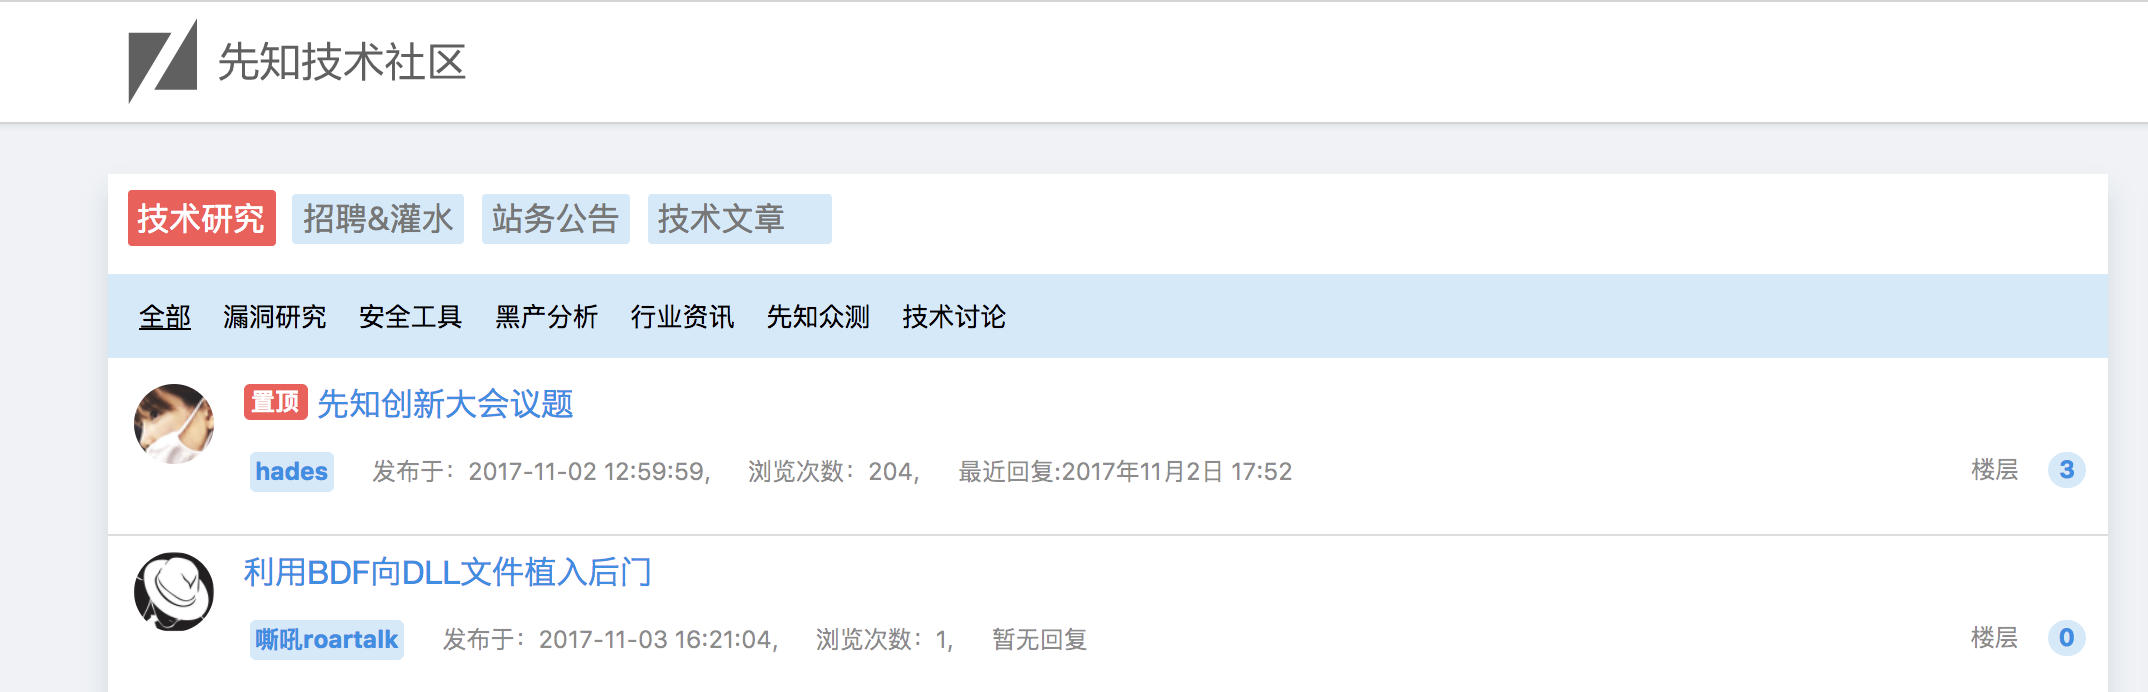 先知技术社区
技术研究 招聘&灌水 站务公告 技术文章
全部 漏洞研究 安全工具 黑产分析 行业资讯 先知众测 技术讨论
置顶 先知创新大会议题
hades 发布于：2017-11-02 12:59:59, 浏览次数：204, 最近回复:2017年11月2日 17:52 楼层 3
利用BDF向DLL文件植入后门
嘶吼roartalk 发布于：2017-11-03 16:21:04, 浏览次数：1, 暂无回复 楼层 0